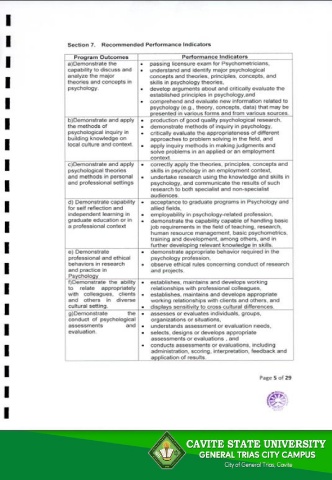 Section 7. Recommended Performance Indicators
Program Outcomes
a)Demonstrate the
capability to discuss and
analyze the major
theories and concepts in
psychology.
Performance Indicators
• passing licensure exam for Psychometricians,
• understand and identify major psychological
concepts and theories, principles, concepts, and
skills in psychology theories,
• develop arguments about and critically evaluate the
established principles in psychology,and
• comprehend and evaluate new information related to
psychology (e.g., theory, concepts, data) that may be
presented in various forms and from various sources.
b)Demonstrate and apply
the methods of
psychological inquiry in
building knowledge on
local culture and context
• production of good quality psychological research,
• demonstrate methods of inquiry in psychology,
• critically evaluate the appropriateness of different
approaches to problem solving in the field, and
• apply inquiry methods in making judgments and
solve problems in an applied or an employment
context.
c)Demonstrate and apply
psychological theories
and methods in personal
and professional settings
• correctly apply the theories, principles, concepts and
skills in psychology in an employment context,
• undertake research using the knowledge and skills in
psychology, and communicate the results of such
research to both specialist and non-specialist
audiences.
d) Demonstrate capability
for self reflection and
independent learning in
graduate education or in
a professional context
• acceptance to graduate programs in Psychology and
allied fields,
• employability in psychology-related profession,
• demonstrate the capability capable of handling basic
job requirements in the field of teaching, research,
human resource management, basic psychometrics,
training and development, among others, and in
further developing relevant knowledge in skills.
e) Demonstrate
professional and ethical
behaviors in research
and practice in
Psychology
• demonstrate appropriate behavior required in the
psychology profession,
• observe ethical rules concerning conduct of research
and projects.
f)Demonstrate the ability
to relate appropriately
with colleagues, clients
and others in diverse
cultural setting.
• establishes, maintains and develops working
relationships with professional colleagues,
• establishes, maintains and develops appropriate
working relationships with clients and others, and
• displays sensitivity to cross cultural differences.
g)Demonstrate the
conduct of psychological
assessments and
evaluation
• assesses or evaluates individuals, groups,
organizations or situations,
• understands assessment or evaluation needs,
• selects, designs or develops appropriate
assessments or evaluations , and
• conducts assessments or evaluations, including
administration, scoring, interpretation, feedback and
application of results.
Page 5 of 29
CAVITE STATE UNIVERSITY
GENERAL TRIAS CITY CAMPUS
City of General Trias, Cavite